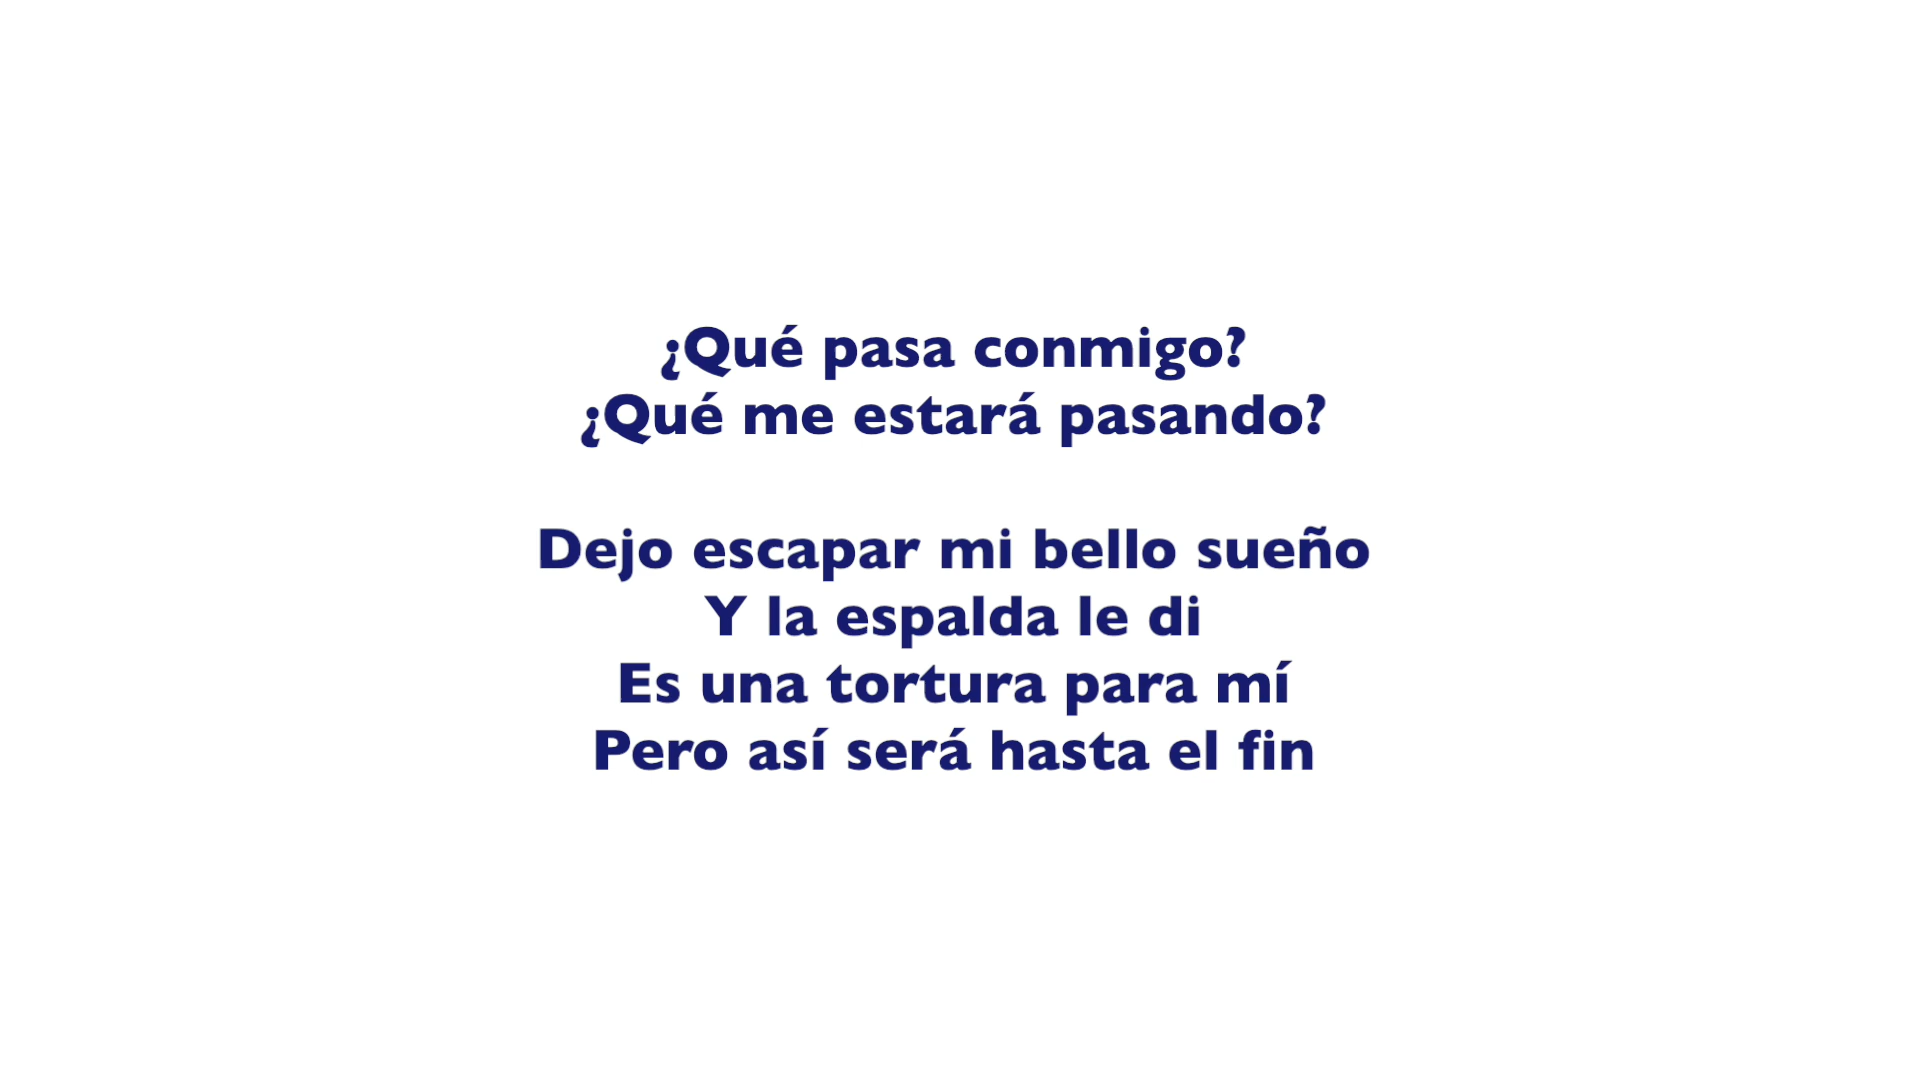 ¿Qué pasa conmigo?
¿Qué me estará pasando?
Dejo escapar mi bello sueño
Y la espalda le di
Es una tortura para mí
Pero así será hasta el fin